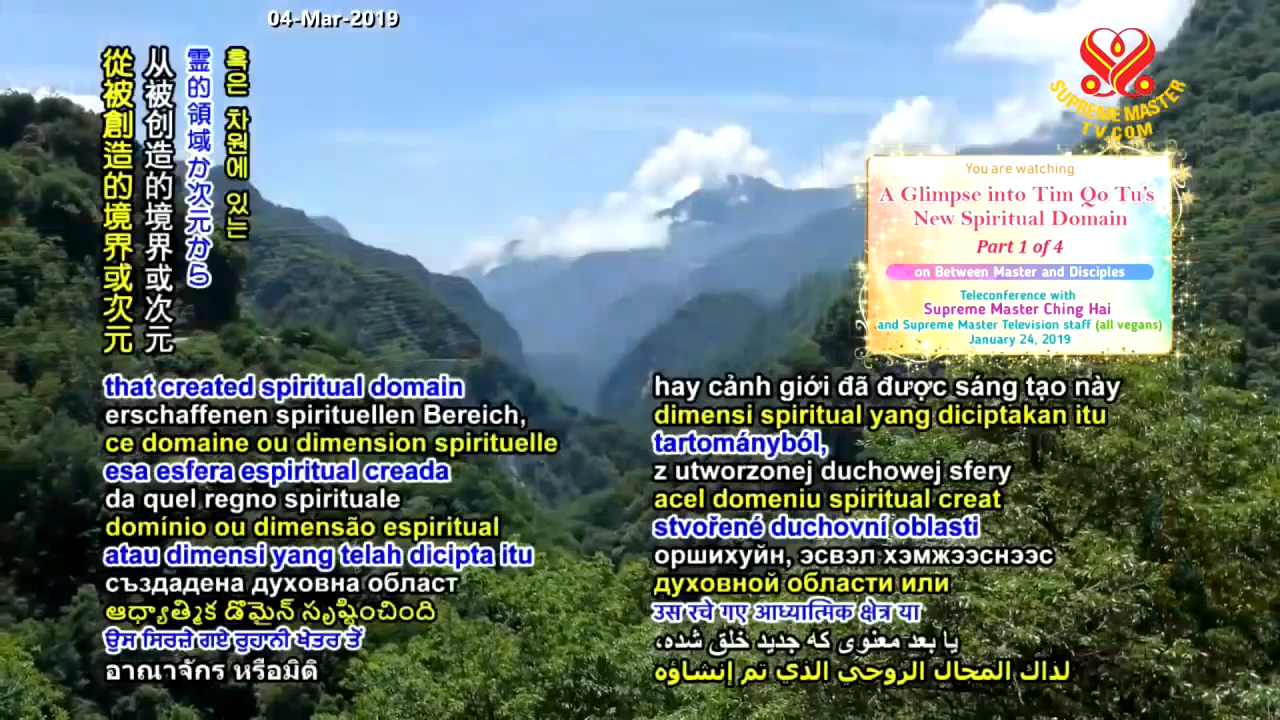 04-Mar-2019
從被創造的境界或次元
从被创造的境界或次元
霊的領域か次元から
혹은 차원에 있는
SUPREME MASTER
TV.COM
You are watching
A Glimpse into Tim Qo Tu's
New Spiritual Domain
Part 1 of 4
on Between Master and Disciples
Teleconference with
Supreme Master Ching Hai
and Supreme Master Television staff (all vegans)
January 24, 2019
that created spiritual domain
erschaffenen spirituellen Bereich,
ce domaine ou dimension spirituelle
esa esfera espiritual creada
da quel regno spirituale
domínio ou dimensão espiritual
atau dimensi yang telah dicipta itu
създадена духовна област
ఆధ్యాత్మిక డొమైన్ సృష్టించింది
ਉਸ ਸਿਰਜੇ ਗਏ ਰੂਹਾਨੀ ਖੇਤਰ ਤੋਂ
อาณาจักร หรือมิติ
hay cảnh giới đã được sáng tạo này
dimensi spiritual yang diciptakan itu
tartományból,
z utworzonej duchowej sfery
acel domeniu spiritual creat
stvořené duchovní oblasti
оршихуйн, эсвэл хэмжээснээс
духовной области или
उस रचे गए आध्यात्मिक क्षेत्र या
یا بعد معنوی که جدید خلق شده،
لذاك المجال الروحي الذي تم إنشاؤه